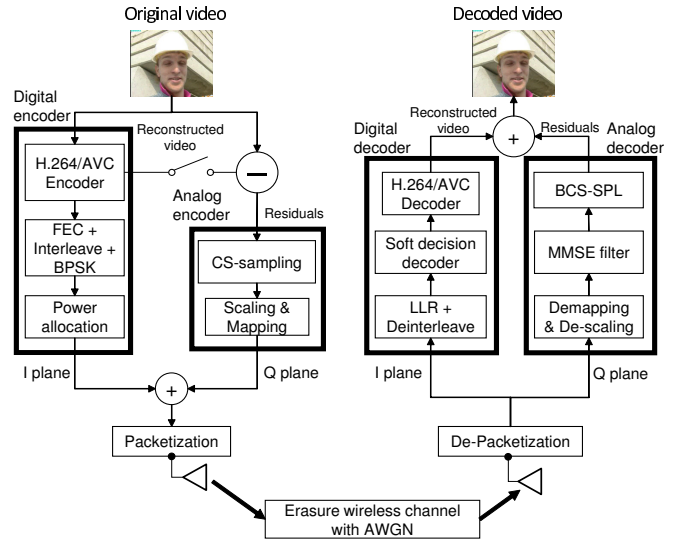 Original video
Decoded video
Digital
encoder
Reconstructed
video
H.264/AVC
Encoder
Analog
encoder
Residuals
FEC +
Interleave +
BPSK
CS-sampling
Power
allocation
Scaling &
Mapping
I plane
Q plane
+
Packetization
Reconstructed
video
+
Residuals
Digital
decoder
Analog
decoder
H.264/AVC
Decoder
BCS-SPL
Soft decision
decoder
MMSE filter
LLR +
Deinterleave
Demapping
& De-scaling
I plane
Q plane
De-Packetization
Erasure wireless channel
with AWGN